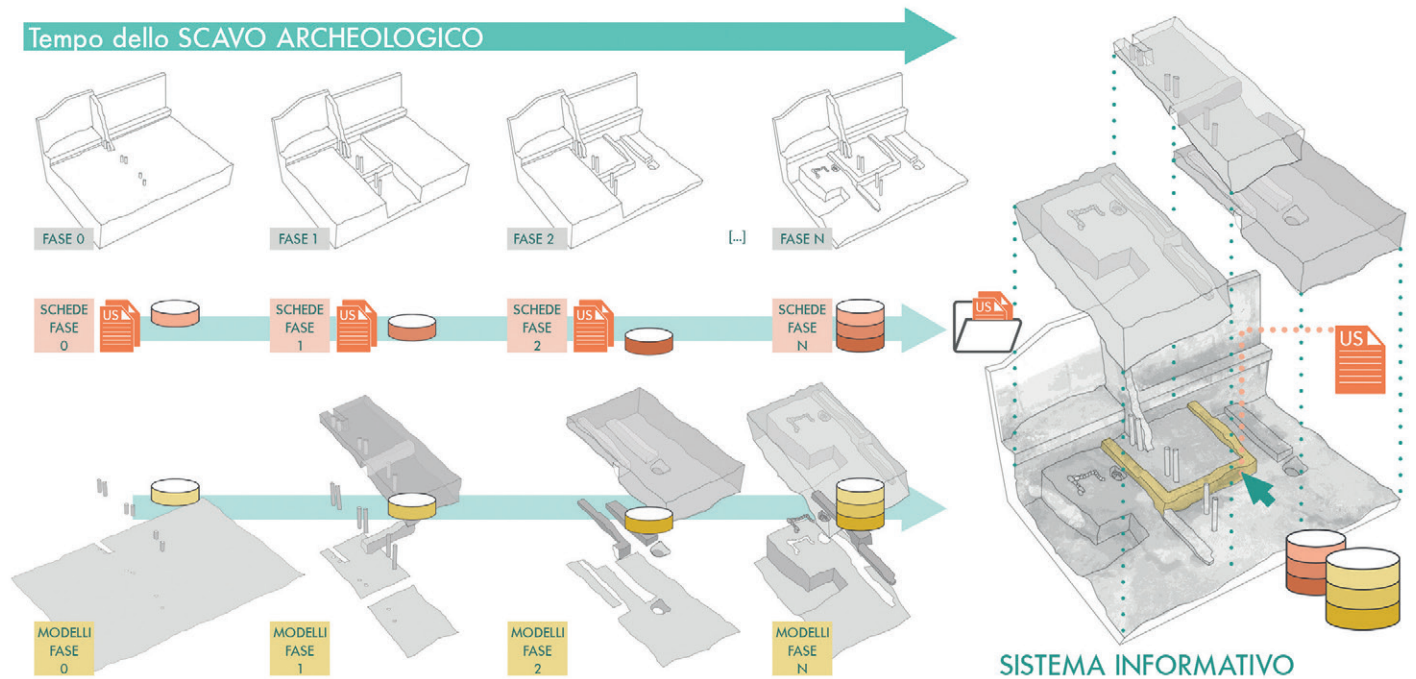 Tempo dello SCAVO ARCHEOLOGICO
FASE 0
FASE 1
FASE 2
[...]
FASE N
SCHEDE
FASE
0
US
SCHEDE
FASE
1
US
SCHEDE
FASE
2
US
SCHEDE
FASE
N
US
US
MODELLI
FASE
0
MODELLI
FASE
1
MODELLI
FASE
2
MODELLI
FASE
N
SISTEMA INFORMATIVO